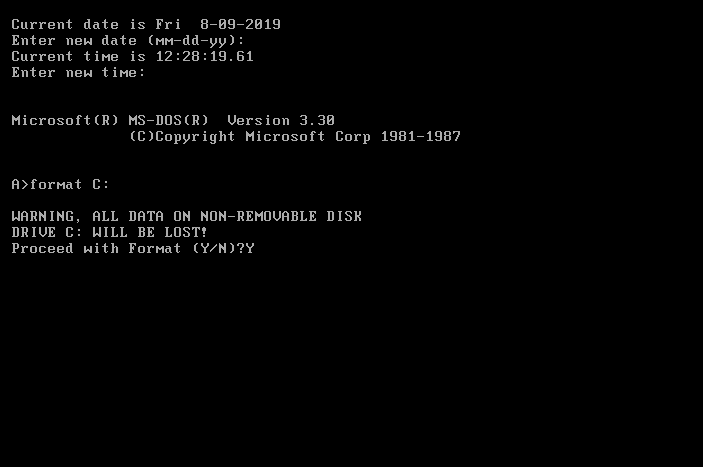 Current date is Fri  8-09-2019
Enter new date (mm-dd-yy):
Current time is 12:28:19.61
Enter new time:
Microsoft(R) MS-DOS(R)  Version 3.30
(C)Copyright Microsoft Corp 1981-1987
A>format C:
WARNING, ALL DATA ON NON-REMOVABLE DISK
DRIVE C: WILL BE LOST!
Proceed with Format (Y/N)?Y